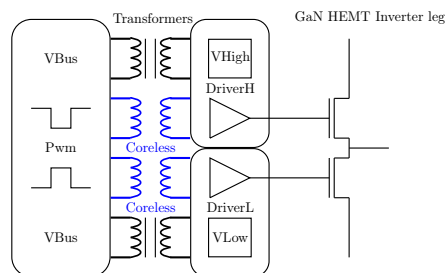 Transformers
GaN HEMT Inverter leg
VBus
VHigh
DriverH
Pwm
Coreless
Coreless
DriverL
VBus
VLow